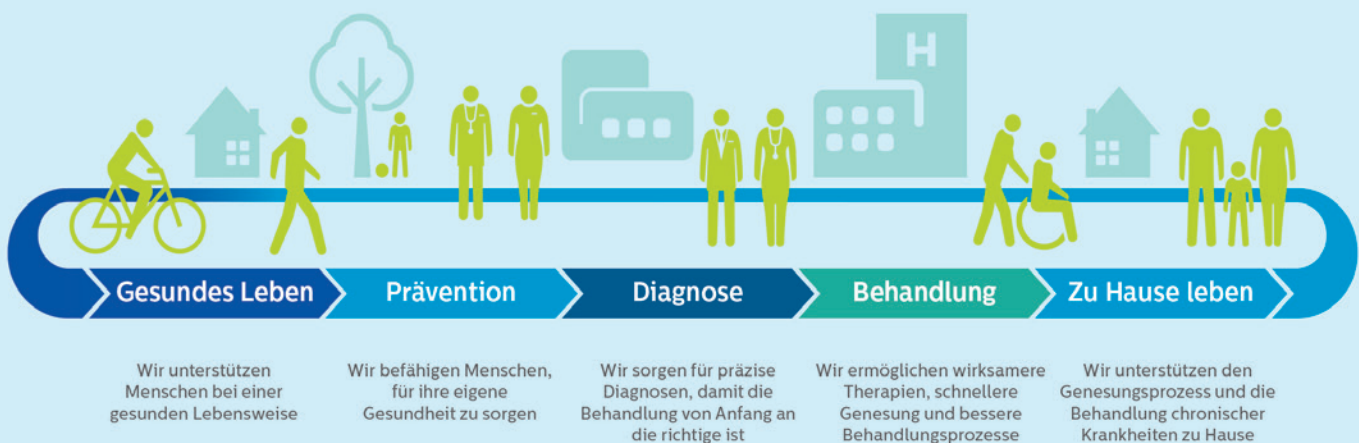 H
Gesundes Leben
Prävention
Diagnose
Behandlung
Zu Hause leben
Wir unterstützen
Menschen bei einer
gesunden Lebensweise
Wir befähigen Menschen,
für ihre eigene
Gesundheit zu sorgen
Wir sorgen für präzise
Diagnosen, damit die
Behandlung von Anfang an
die richtige ist
Wir ermöglichen wirksamere
Therapien, schnellere
Genesung und bessere
Behandlungsprozesse
Wir unterstützen den
Genesungsprozess und die
Behandlung chronischer
Krankheiten zu Hause